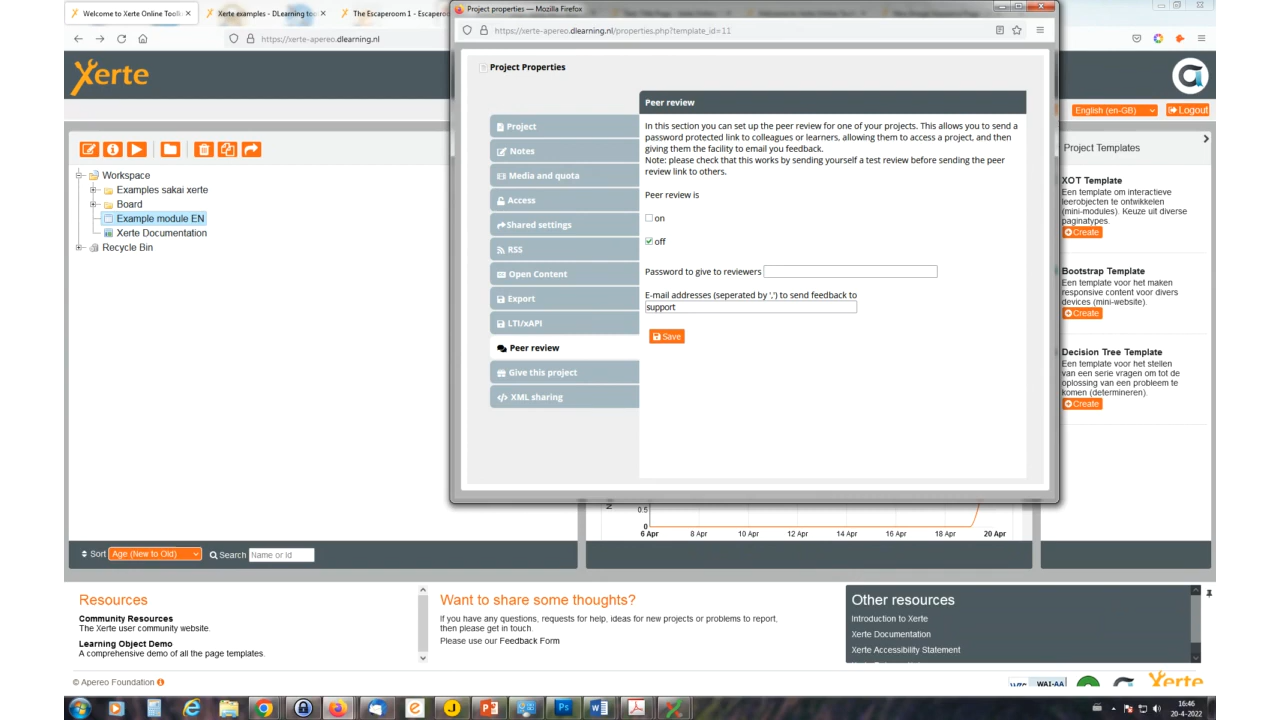 Welcome to Xerte Online Toolk
Xerte examples - DLearning too
The Escaperoom 1 - Escapero
Project properties — Mozilla Firefox
https://xerte-apereo.dlearning.nl
https://xerte-apereo.dlearning.nl/properties.php?template_id=11
Xerte
English (en-GB)
Logout
Project Properties
Project
Notes
Media and quota
Access
Shared settings
RSS
Open Content
Export
LTI/xAPI
Peer review
Give this project
XML sharing
Peer review
In this section you can set up the peer review for one of your projects. This allows you to send a
password protected link to colleagues or learners, allowing them to access a project, and then
giving them the facility to email you feedback.
Note: please check that this works by sending yourself a test review before sending the peer
review link to others.
Peer review is
on
off
Password to give to reviewers
E-mail addresses (seperated by ',') to send feedback to
support
Save
Workspace
Examples sakai xerte
Board
Example module EN
Xerte Documentation
Recycle Bin
Project Templates
XOT Template
Een template om interactieve
leerobjecten te ontwikkelen
(mini-modules). Keuze uit diverse
paginatypes.
Create
Bootstrap Template
Een template voor het maken
responsive content voor divers
devices (mini-website).
Create
Decision Tree Template
Een template voor het stellen
van een serie vragen om tot de
oplossing van een probleem te
komen (determineren).
Create
0.5
0
6 Apr 8 Apr 10 Apr 12 Apr 14 Apr 16 Apr 18 Apr 20 Apr
Sort Age (New to Old) Search Name or Id
Resources
Community Resources
The Xerte user community website.
Learning Object Demo
A comprehensive demo of all the page templates.
Want to share some thoughts?
If you have any questions, requests for help, ideas for new projects or problems to report,
then please get in touch.
Please use our Feedback Form
Other resources
Introduction to Xerte
Xerte Documentation
Xerte Accessibility Statement
© Apereo Foundation
WAI-AA
Xerte
16:46
20-4-2022